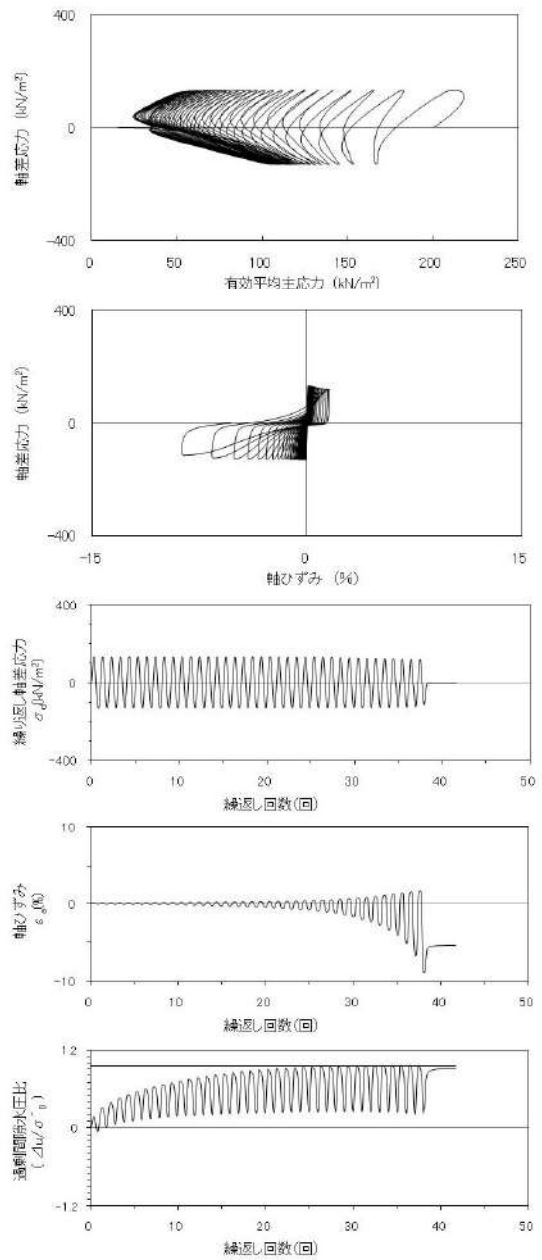 400
0
-400
軸差応力 (kN/m²)
0 50 100 150 200 250
有効平均主応力 (kN/m²)
400
0
-400
軸差応力 (kN/m²)
-15 0 15
軸ひずみ (%)
400
0
-400
繰り返し軸差応力
σd(kN/m²)
0 10 20 30 40 50
繰返し回数(回)
10
0
-10
軸ひずみ
εa(%)
0 10 20 30 40 50
繰返し回数(回)
1.2
0
-1.2
過剰間隙水圧比
(Δu/σ'0)
0 10 20 30 40 50
繰返し回数(回)